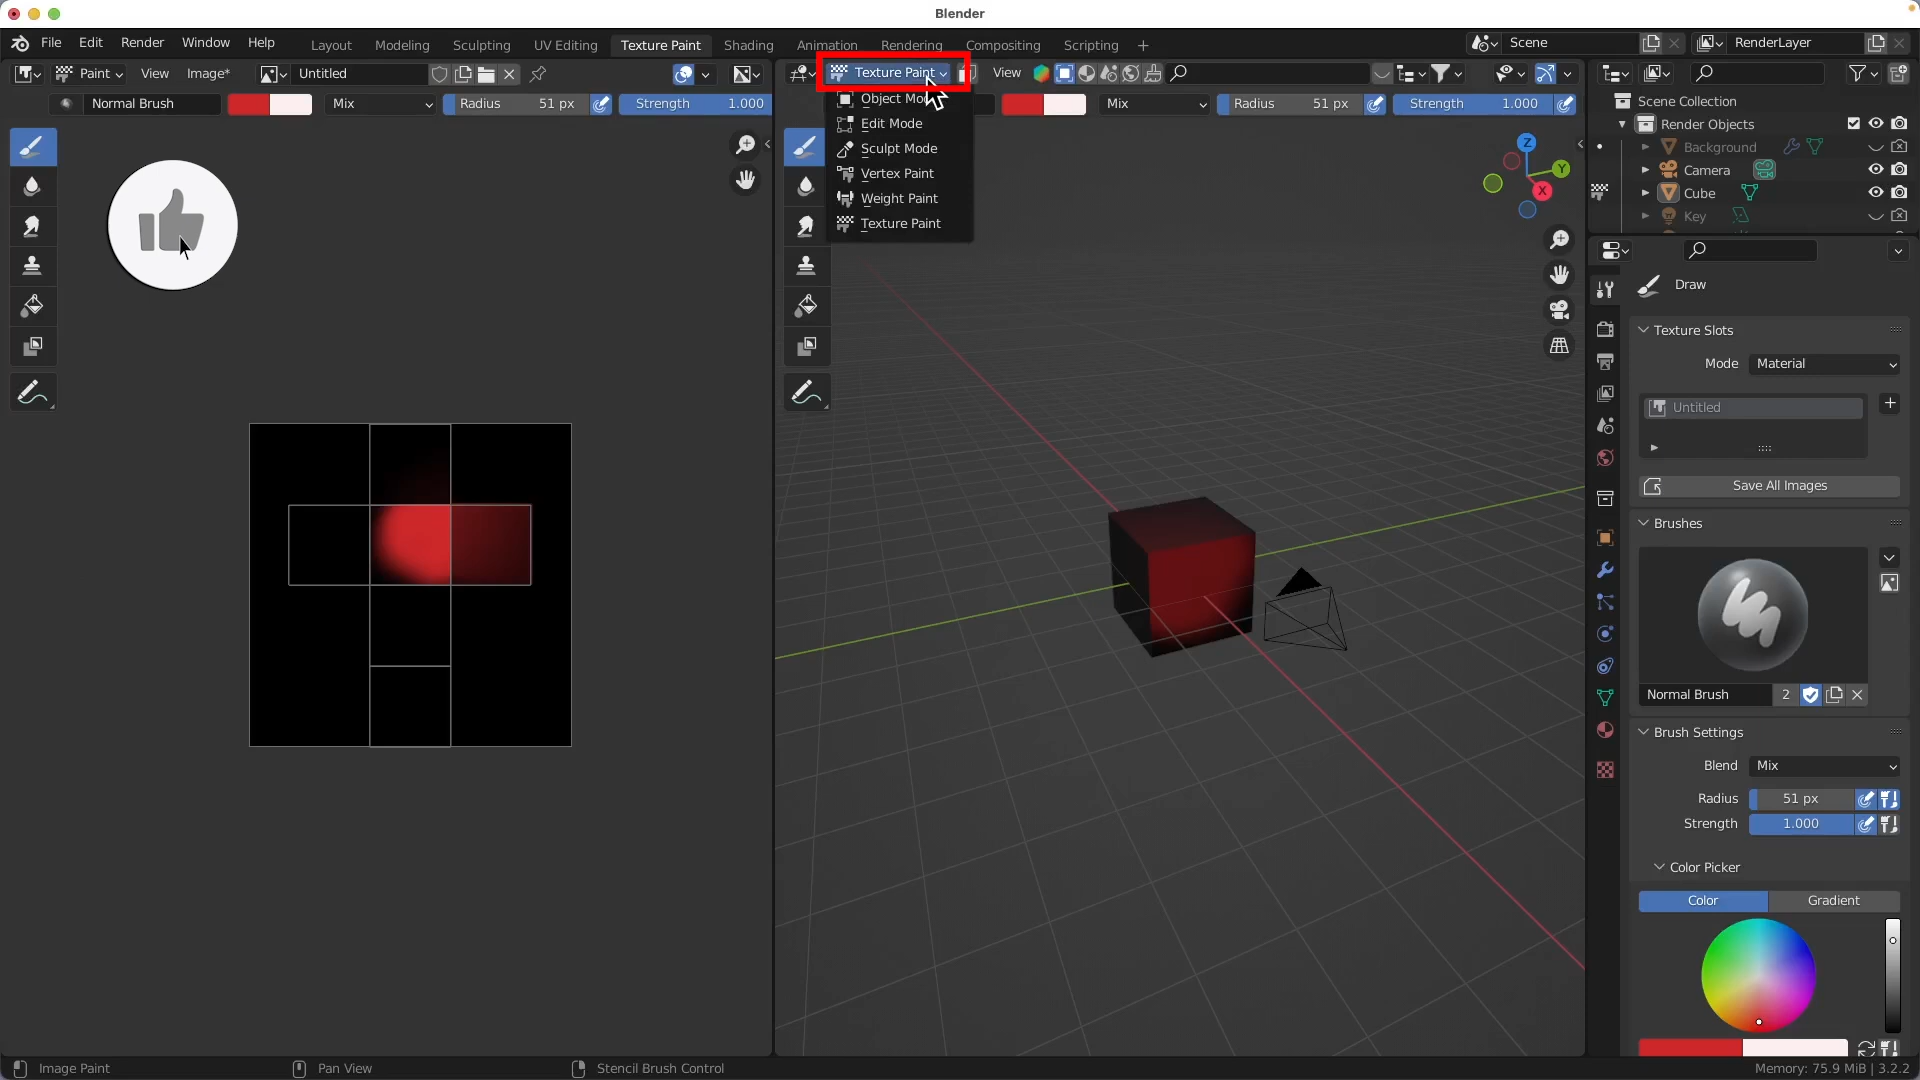 Blender
File Edit Render Window Help
Layout Modeling Sculpting UV Editing Texture Paint Shading Animation Rendering Compositing Scripting +
Scene
RenderLayer
Paint View Image* Untitled
Texture Paint View
Normal Brush Mix Radius 51 px Strength 1.000
Mix Radius 51 px Strength 1.000
Object Mod
Edit Mode
Sculpt Mode
Vertex Paint
Weight Paint
Texture Paint
Z
Y
X
Scene Collection
Render Objects
Background
Camera
Cube
Key
Draw
Texture Slots
Mode Material
Untitled
Save All Images
Brushes
Normal Brush 2
Brush Settings
Blend Mix
Radius 51 px
Strength 1.000
Color Picker
Color Gradient
Image Paint Pan View Stencil Brush Control Memory: 75.9 MiB | 3.2.2